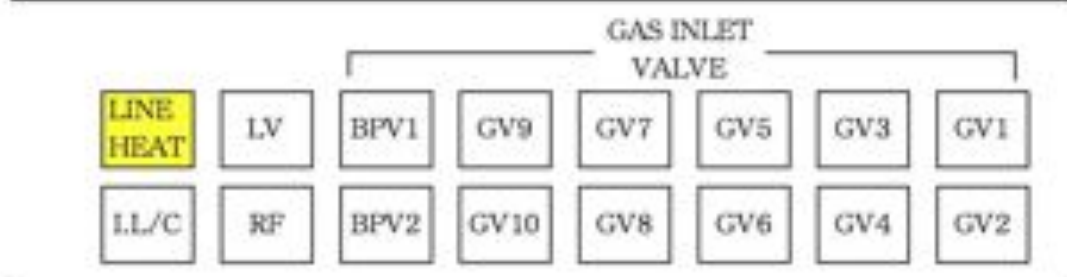 GAS INLET
VALVE
LINE
HEAT
LV
BPV1
GV9
GV7
GV5
GV3
GV1
LL/C
RF
BPV2
GV10
GV8
GV6
GV4
GV2